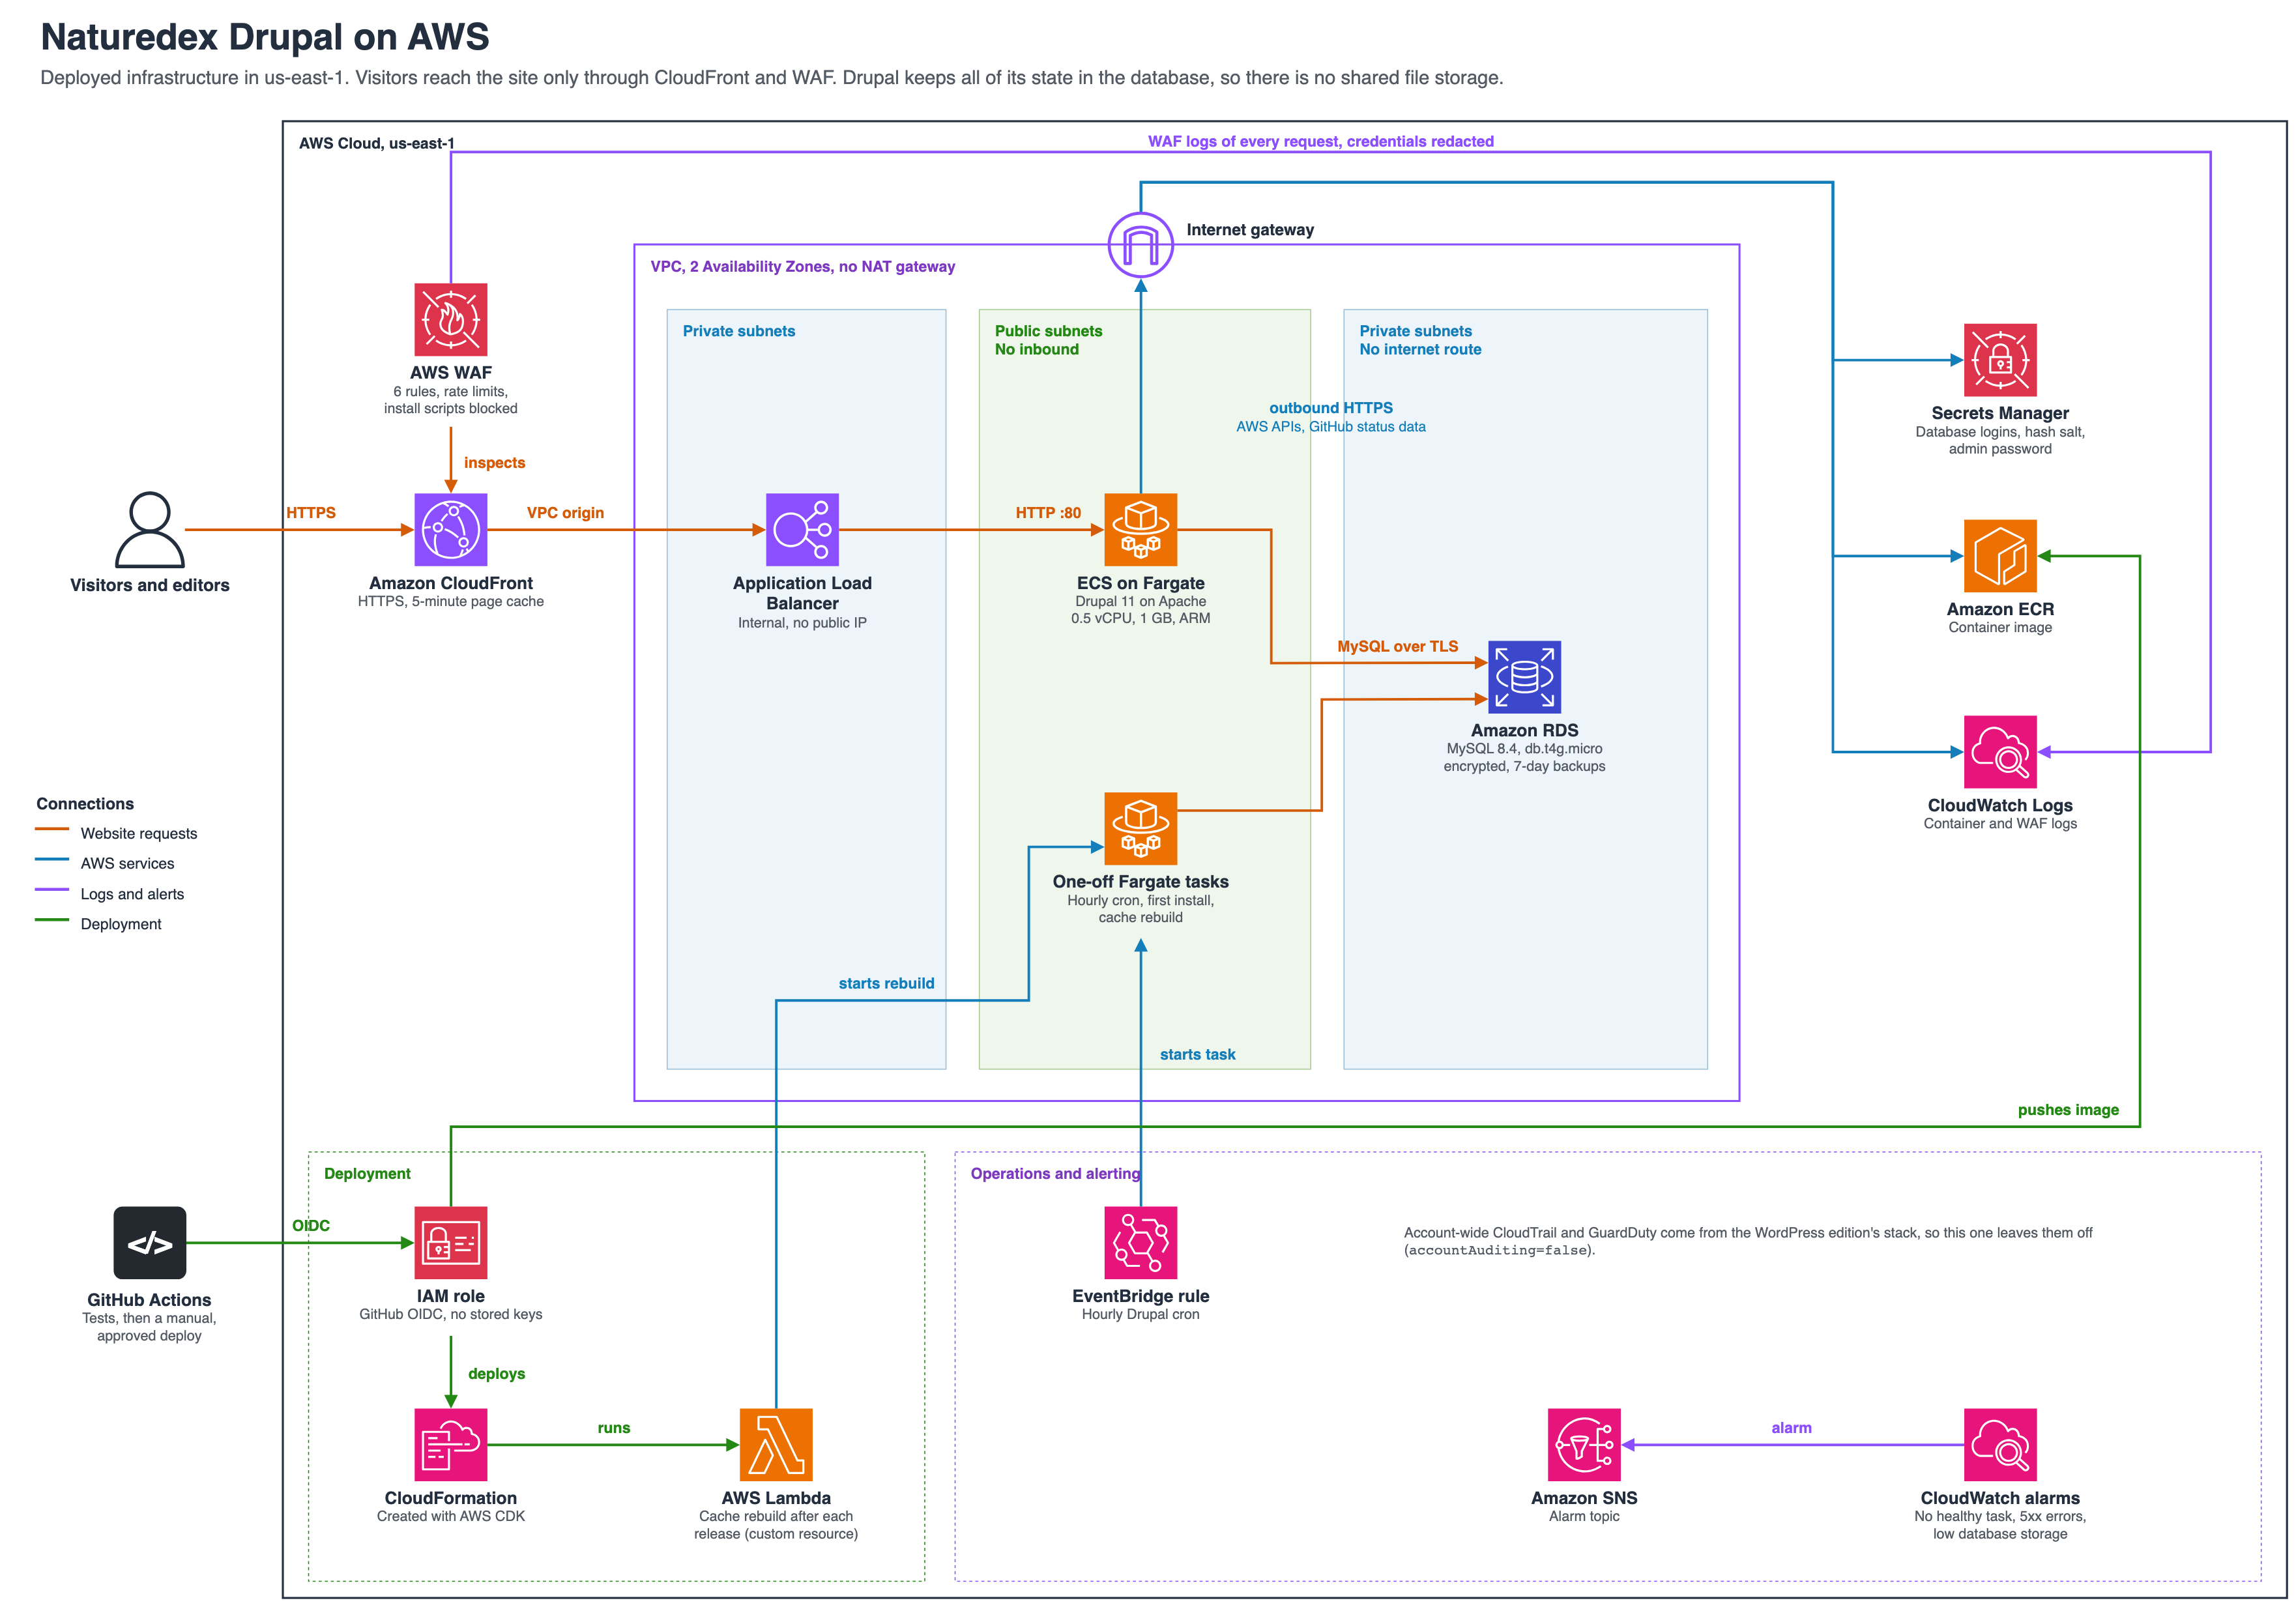 Naturedex Drupal on AWS
Deployed infrastructure in us-east-1. Visitors reach the site only through CloudFront and WAF. Drupal keeps all of its state in the database, so there is no shared file storage.
AWS Cloud, us-east-1
WAF logs of every request, credentials redacted
Internet gateway
VPC, 2 Availability Zones, no NAT gateway
Private subnets
Public subnets
No inbound
Private subnets
No internet route
AWS WAF
6 rules, rate limits,
install scripts blocked
inspects
outbound HTTPS
AWS APIs, GitHub status data
Secrets Manager
Database logins, hash salt,
admin password
HTTPS
VPC origin
HTTP :80
Visitors and editors
Amazon CloudFront
HTTPS, 5-minute page cache
Application Load
Balancer
Internal, no public IP
ECS on Fargate
Drupal 11 on Apache
0.5 vCPU, 1 GB, ARM
Amazon ECR
Container image
MySQL over TLS
Amazon RDS
MySQL 8.4, db.t4g.micro
encrypted, 7-day backups
CloudWatch Logs
Container and WAF logs
Connections
Website requests
AWS services
Logs and alerts
Deployment
One-off Fargate tasks
Hourly cron, first install,
cache rebuild
starts rebuild
starts task
pushes image
Deployment
Operations and alerting
OIDC
</>
GitHub Actions
Tests, then a manual,
approved deploy
IAM role
GitHub OIDC, no stored keys
EventBridge rule
Hourly Drupal cron
Account-wide CloudTrail and GuardDuty come from the WordPress edition's stack, so this one leaves them off
(accountAuditing=false).
deploys
runs
alarm
CloudFormation
Created with AWS CDK
AWS Lambda
Cache rebuild after each
release (custom resource)
Amazon SNS
Alarm topic
CloudWatch alarms
No healthy task, 5xx errors,
low database storage